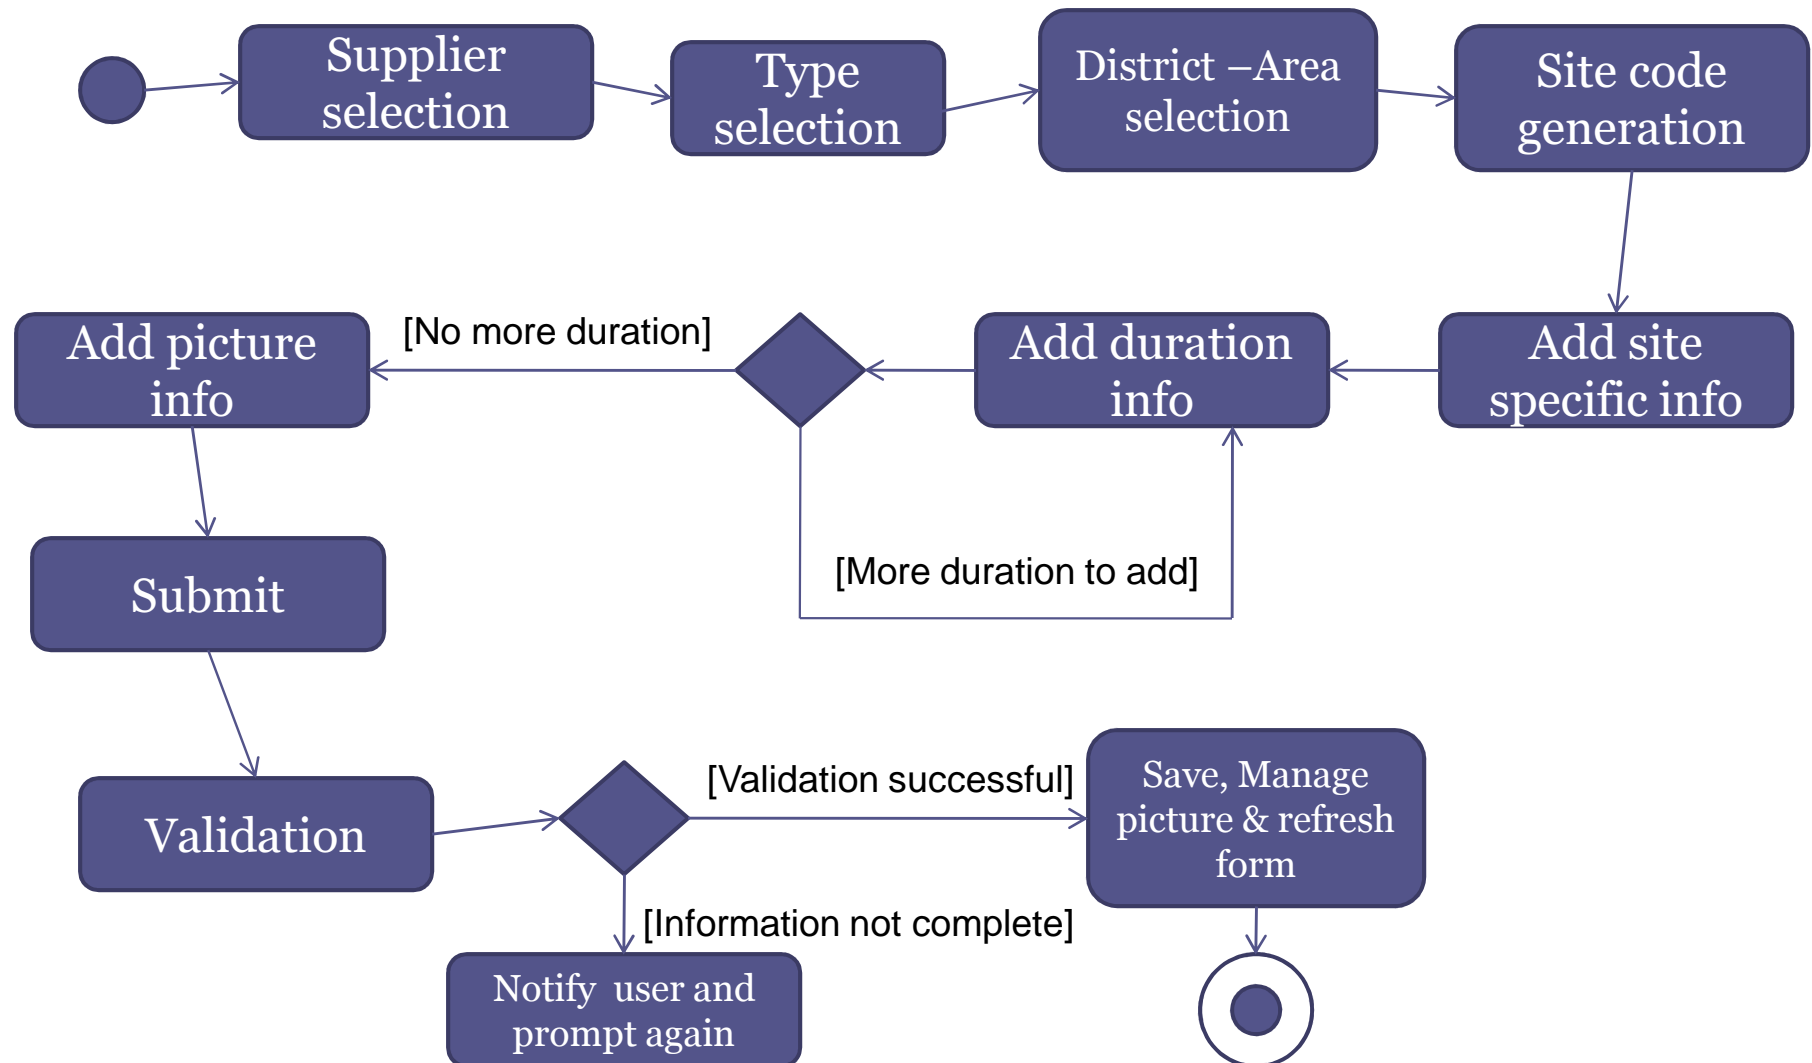 Supplier
selection
Type
selection
District –Area
selection
Site code
generation
Add picture
info
[No more duration]
Add duration
info
Add site
specific info
[More duration to add]
Submit
Validation
[Validation successful]
Save, Manage
picture & refresh
form
[Information not complete]
Notify  user and
prompt again